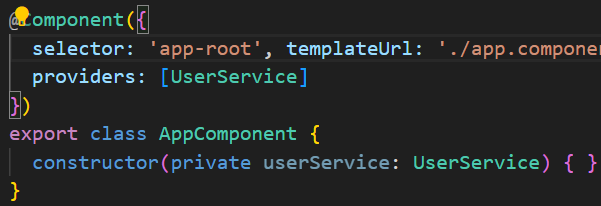 @Component({
selector: 'app-root', templateUrl: './app.componen
providers: [UserService]
})
export class AppComponent {
constructor(private userService: UserService) { }
}